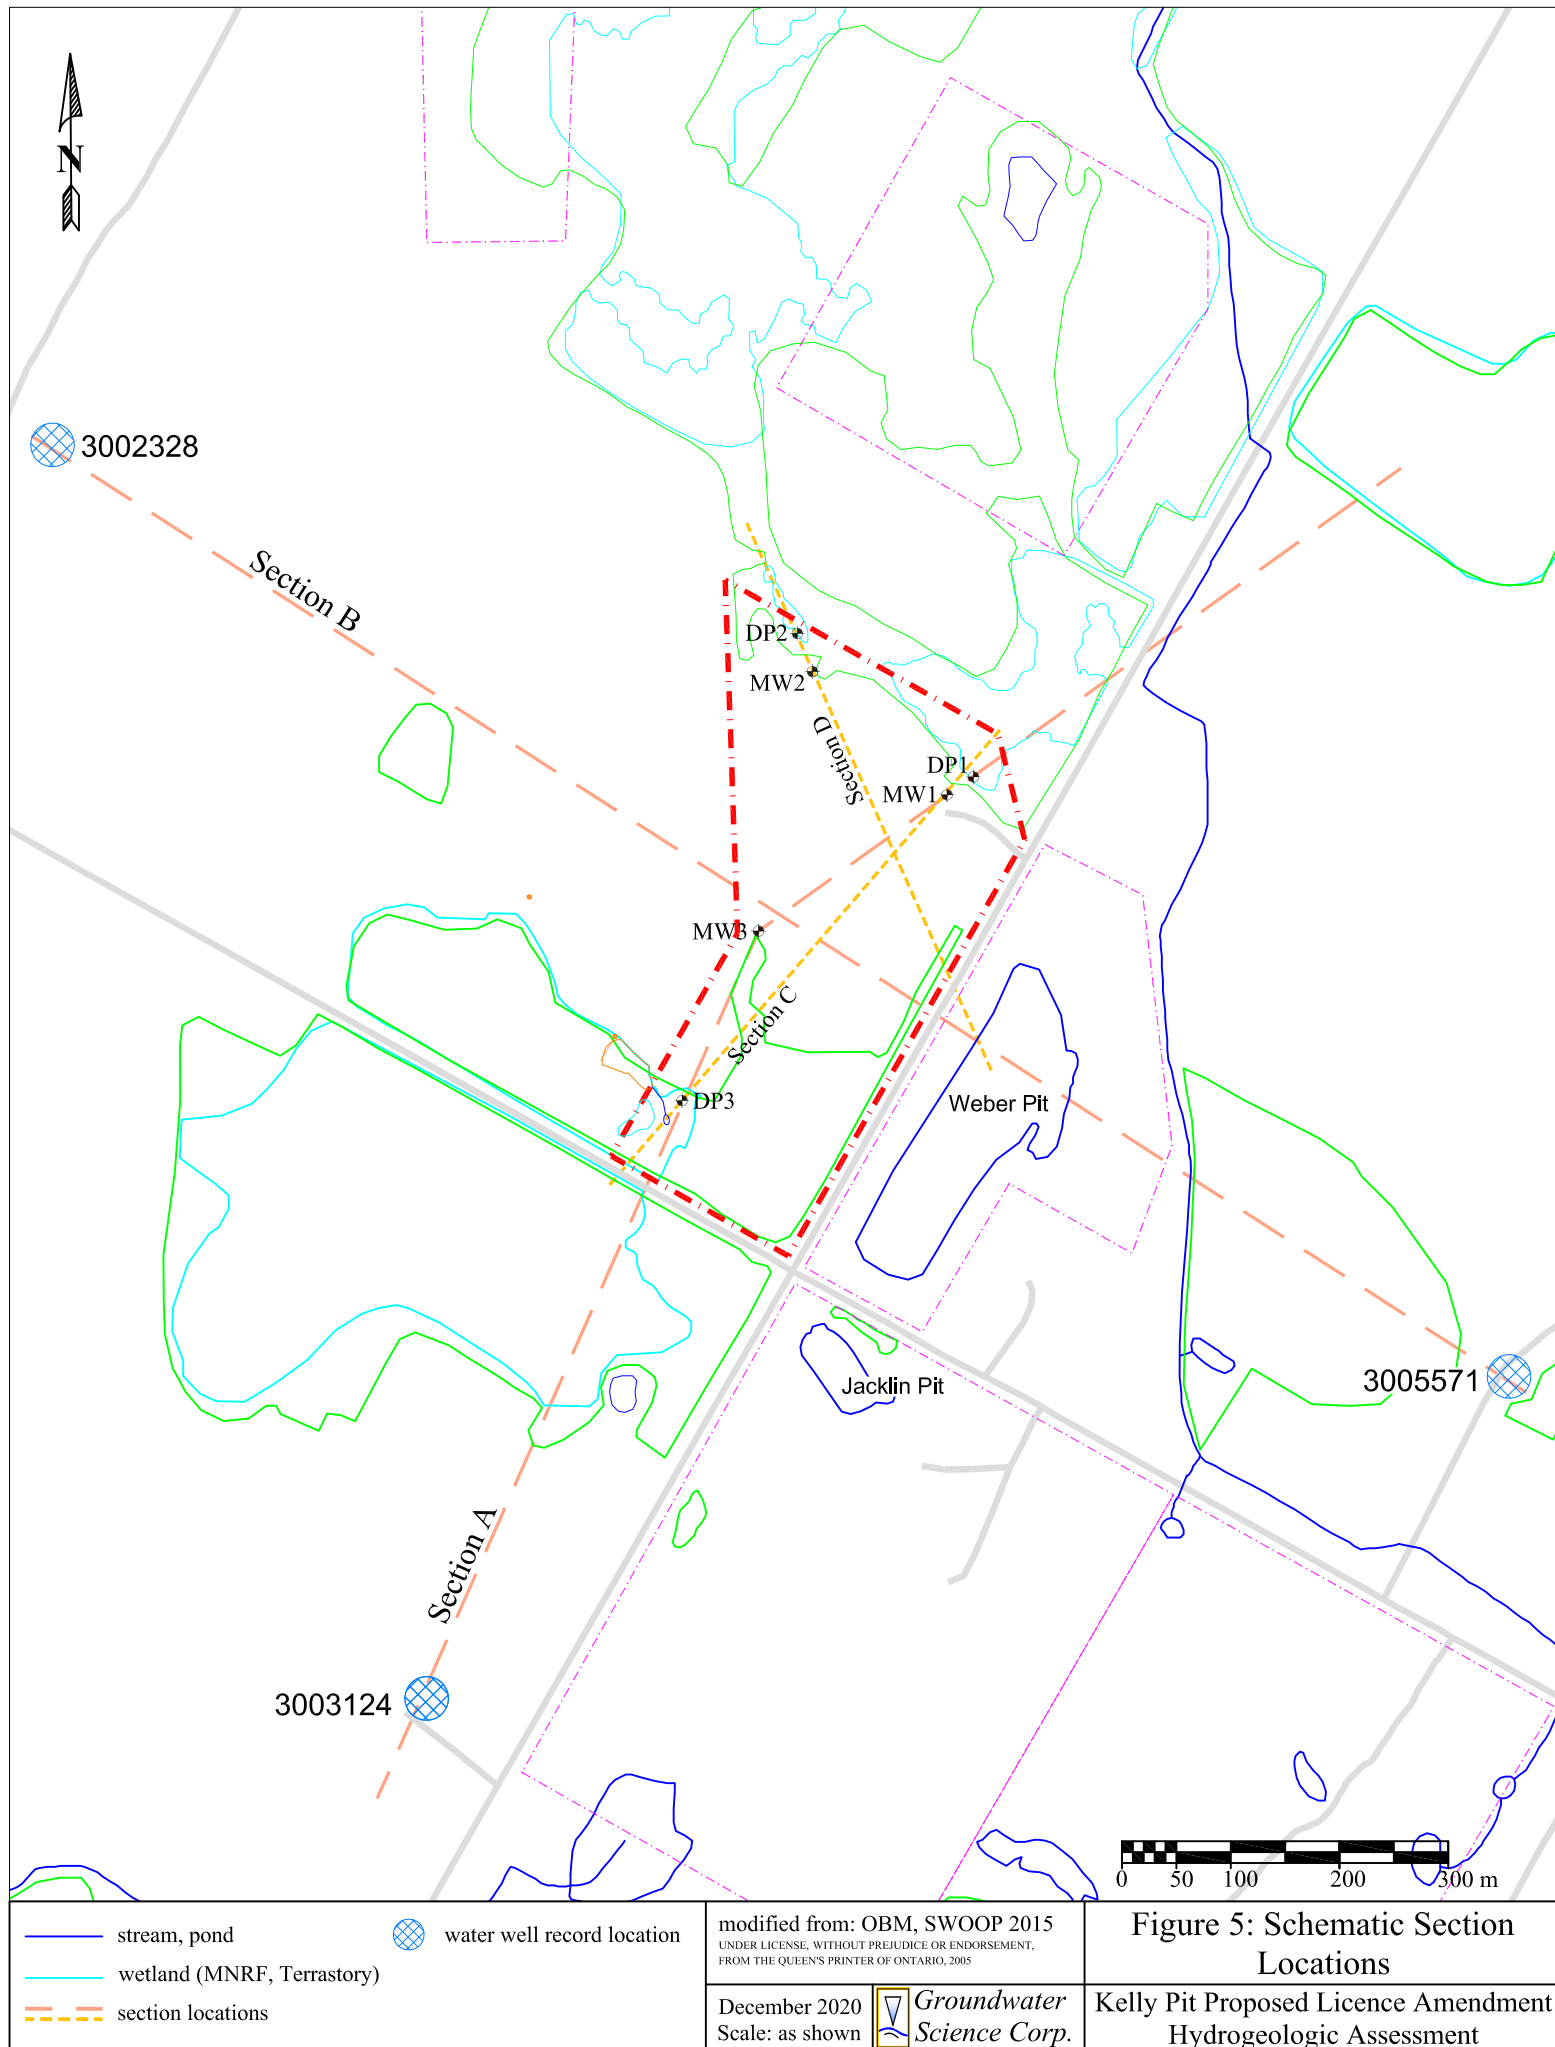 N
3002328
Section B
DP2
MW2
Section D
DP1
MW1
MW3
Section C
DP3
Weber Pit
Jacklin Pit
3005571
Section A
3003124
0 50 100 200 300 m
stream, pond
water well record location
wetland (MNRF, Terrastory)
section locations
modified from: OBM, SWOOP 2015
UNDER LICENSE, WITHOUT PREJUDICE OR ENDORSEMENT,
FROM THE QUEEN'S PRINTER OF ONTARIO, 2005
December 2020
Scale: as shown
Groundwater
Science Corp.
Figure 5: Schematic Section
Locations
Kelly Pit Proposed Licence Amendment
Hydrogeologic Assessment